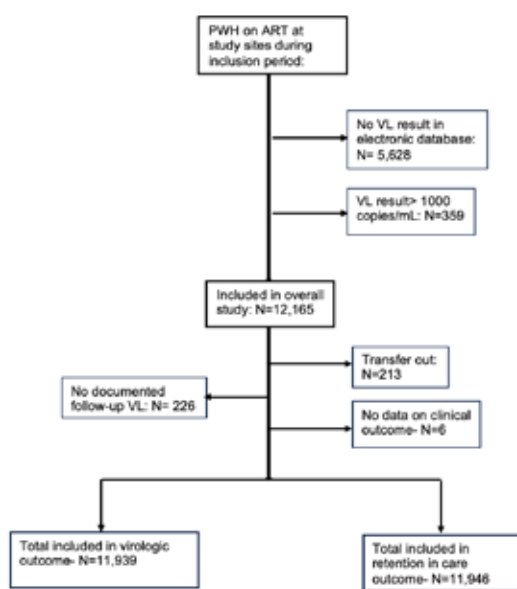 PWH on ART at
study sites during
inclusion period:
No VL result in
electronic database:
N= 5,628
VL result> 1000
copies/mL: N=359
Included in overall
study: N=12,165
Transfer out:
N=213
No documented
follow-up VL: N= 226
No data on clinical
outcome- N=6
Total included in virologic
outcome- N=11,939
Total included in
retention in care
outcome- N=11,946